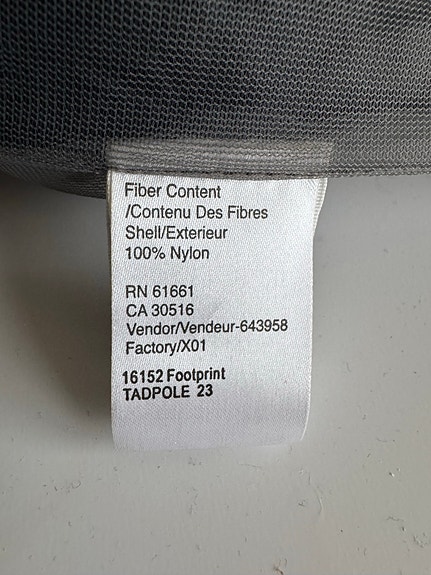 Fiber Content
/Contenu Des Fibres
Shell/Exterieur
100% Nylon
RN 61661
CA 30516
Vendor/Vendeur-643958
Factory/X01
16152 Footprint
TADPOLE 23